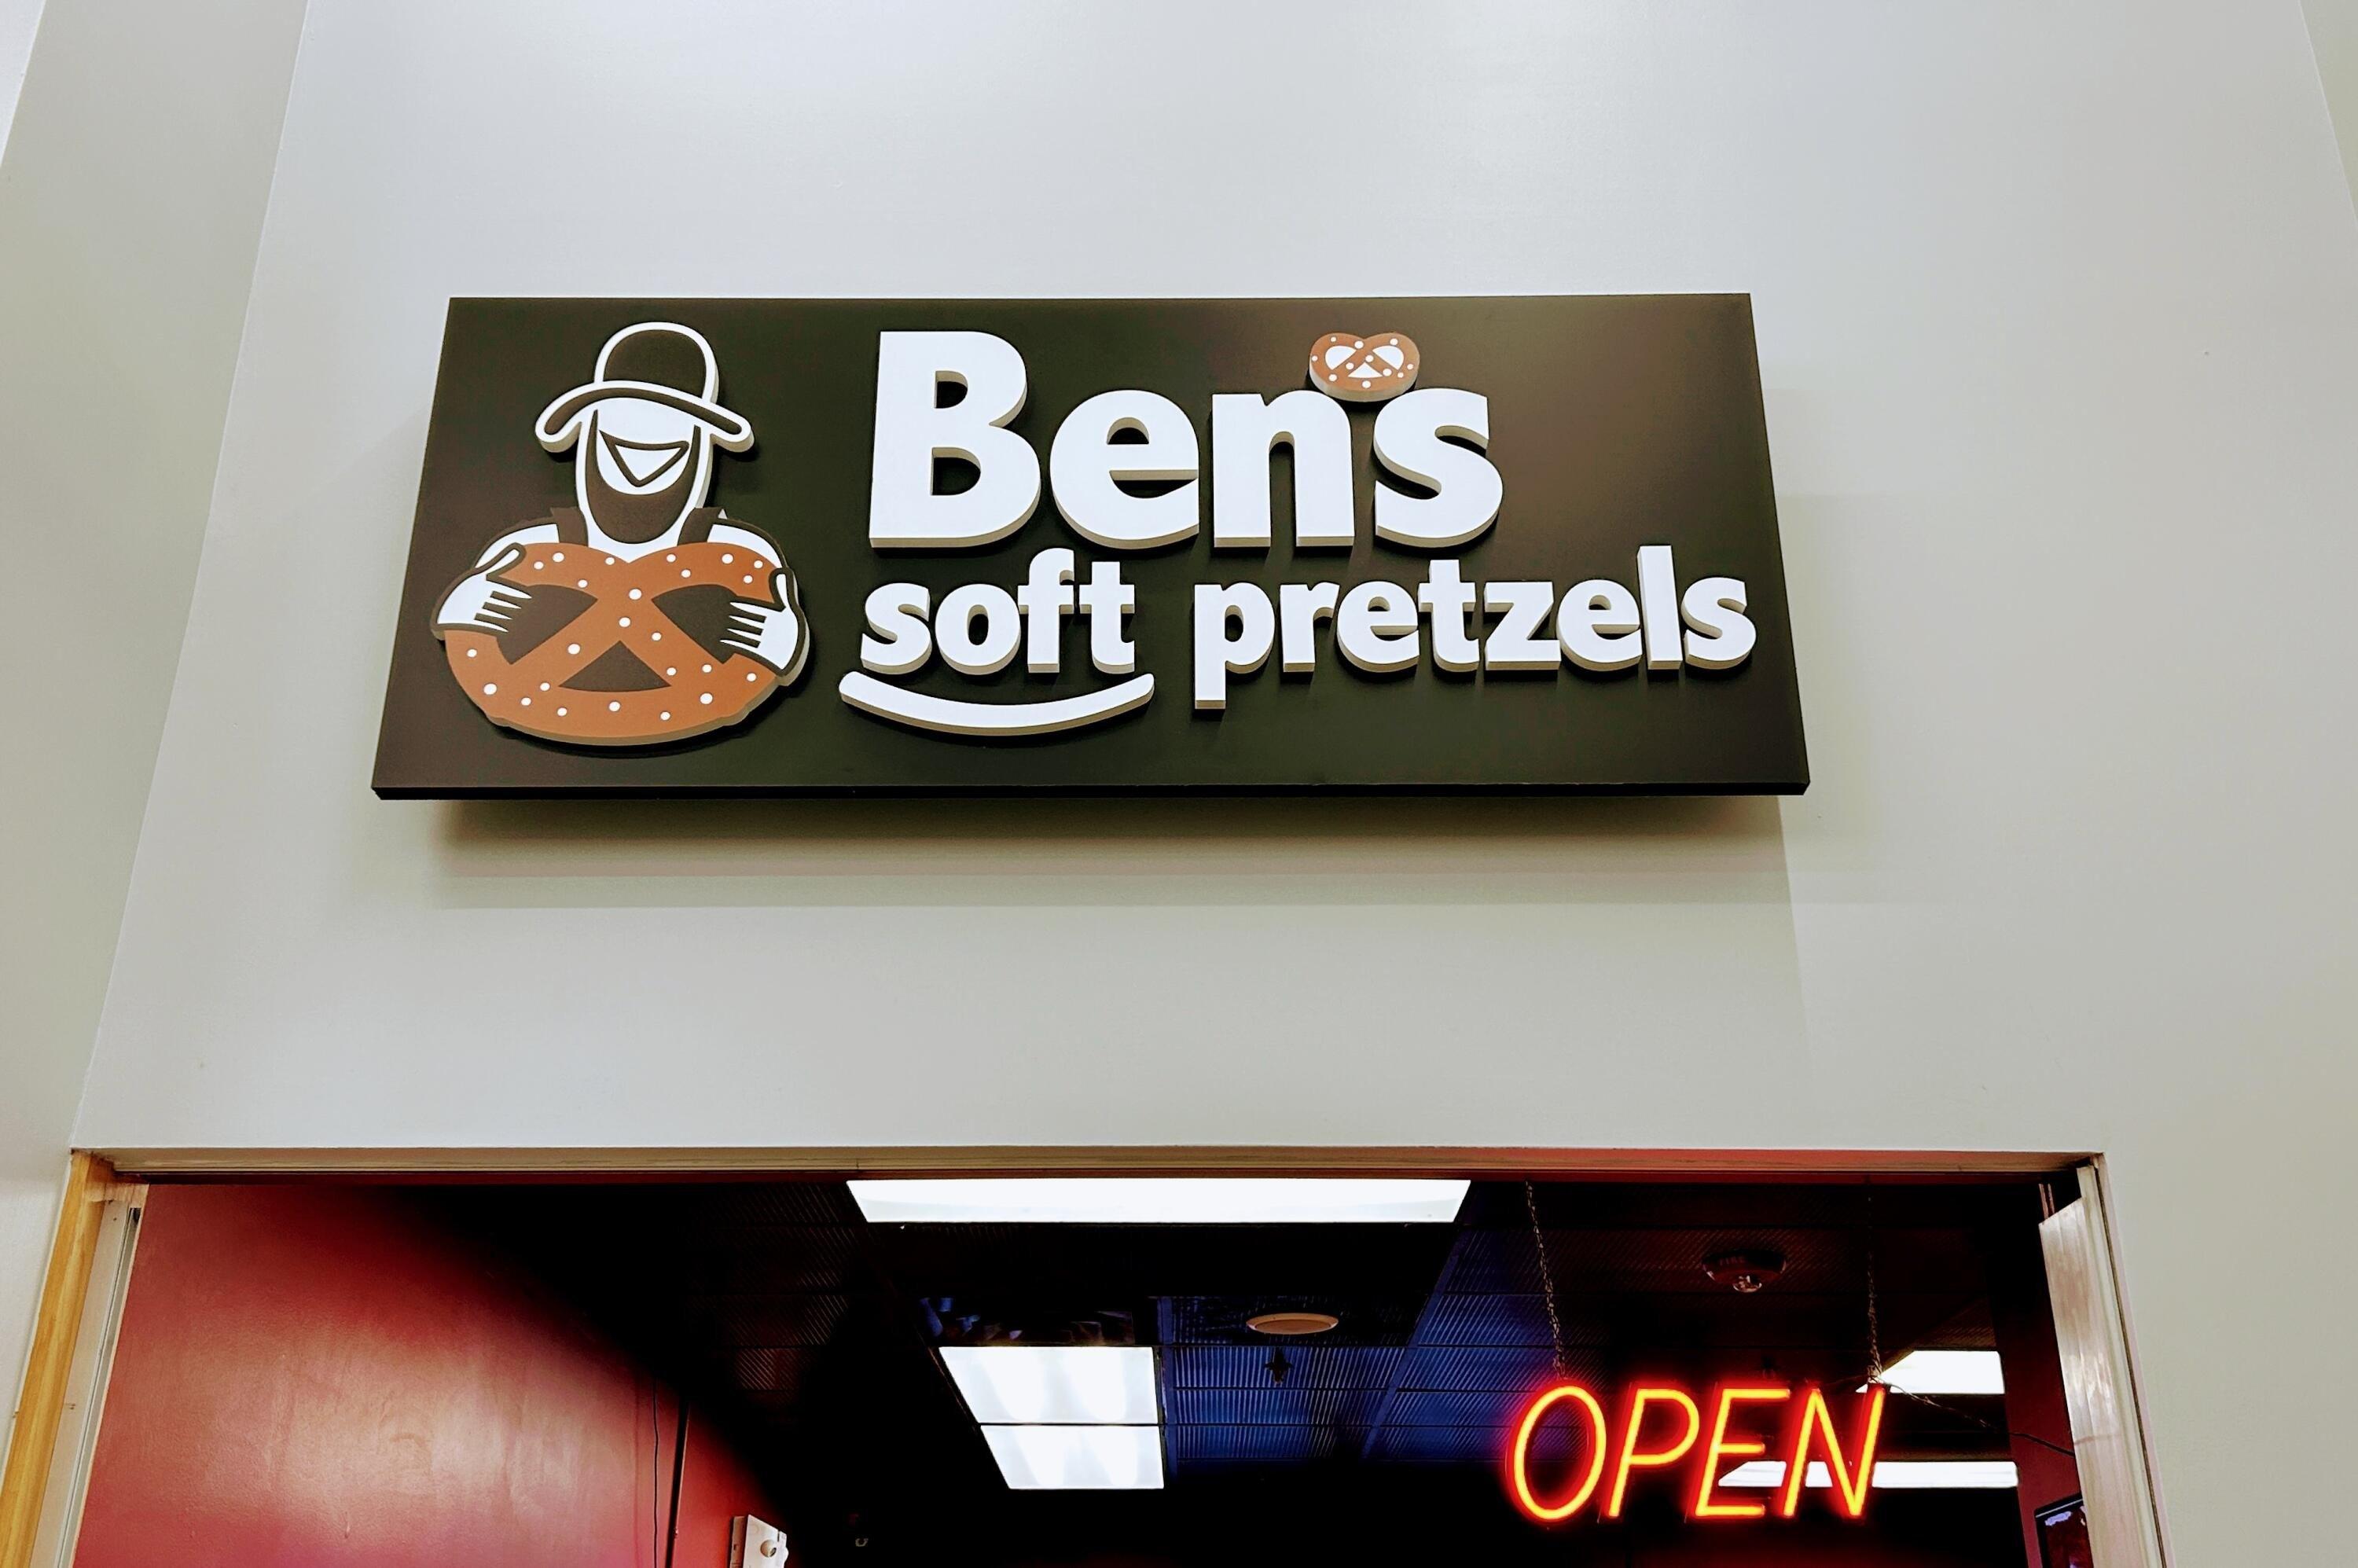 Ben's
soft pretzels
OPEN